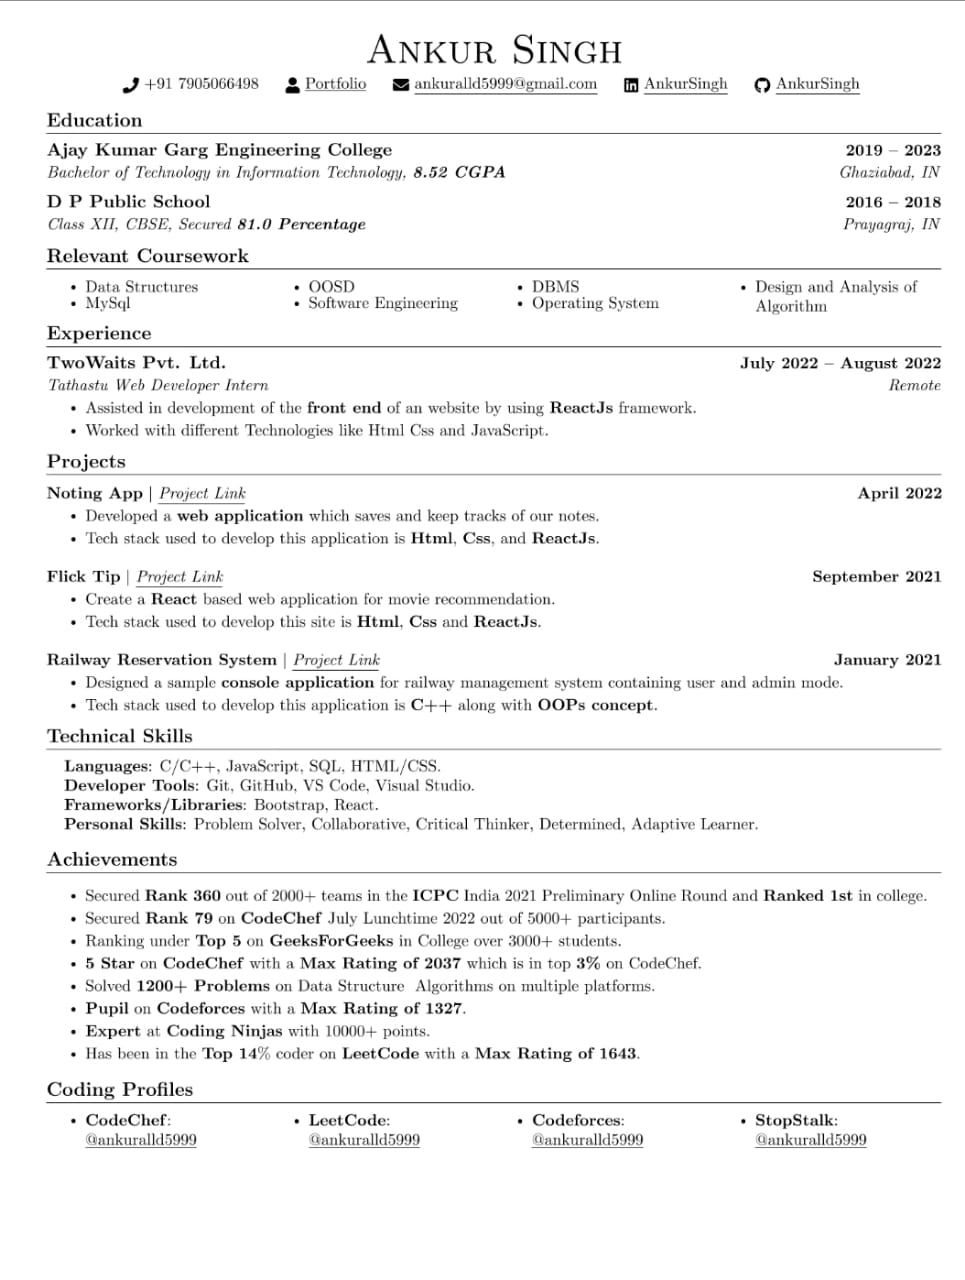 Ankur Singh
+91 7905066498 Portfolio ankuralld5999@gmail.com AnkurSingh AnkurSingh
Education
Ajay Kumar Garg Engineering College 2019 – 2023
Bachelor of Technology in Information Technology, 8.52 CGPA Ghaziabad, IN
D P Public School 2016 – 2018
Class XII, CBSE, Secured 81.0 Percentage Prayagraj, IN
Relevant Coursework
• Data Structures • OOSD • DBMS • Design and Analysis of
• MySql • Software Engineering • Operating System Algorithm
Experience
TwoWaits Pvt. Ltd. July 2022 – August 2022
Tathastu Web Developer Intern Remote
• Assisted in development of the front end of an website by using ReactJs framework.
• Worked with different Technologies like Html Css and JavaScript.
Projects
Noting App | Project Link April 2022
• Developed a web application which saves and keep tracks of our notes.
• Tech stack used to develop this application is Html, Css, and ReactJs.
Flick Tip | Project Link September 2021
• Create a React based web application for movie recommendation.
• Tech stack used to develop this site is Html, Css and ReactJs.
Railway Reservation System | Project Link January 2021
• Designed a sample console application for railway management system containing user and admin mode.
• Tech stack used to develop this application is C++ along with OOPs concept.
Technical Skills
Languages: C/C++, JavaScript, SQL, HTML/CSS.
Developer Tools: Git, GitHub, VS Code, Visual Studio.
Frameworks/Libraries: Bootstrap, React.
Personal Skills: Problem Solver, Collaborative, Critical Thinker, Determined, Adaptive Learner.
Achievements
• Secured Rank 360 out of 2000+ teams in the ICPC India 2021 Preliminary Online Round and Ranked 1st in college.
• Secured Rank 79 on CodeChef July Lunchtime 2022 out of 5000+ participants.
• Ranking under Top 5 on GeeksForGeeks in College over 3000+ students.
• 5 Star on CodeChef with a Max Rating of 2037 which is in top 3% on CodeChef.
• Solved 1200+ Problems on Data Structure Algorithms on multiple platforms.
• Pupil on Codeforces with a Max Rating of 1327.
• Expert at Coding Ninjas with 10000+ points.
• Has been in the Top 14% coder on LeetCode with a Max Rating of 1643.
Coding Profiles
• CodeChef: • LeetCode: • Codeforces: • StopStalk:
@ankuralld5999 @ankuralld5999 @ankuralld5999 @ankuralld5999